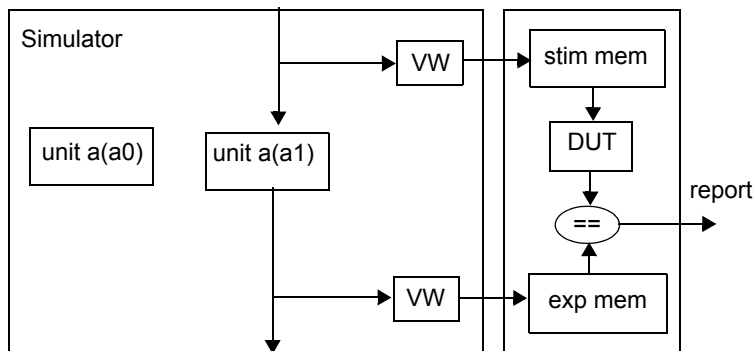 Simulator
VW
stim mem
unit a(a0)
unit a(a1)
DUT
report
==
VW
exp mem